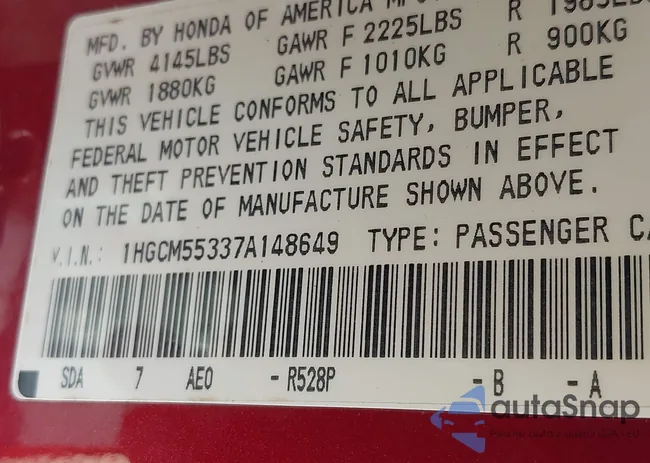 MFD. BY HONDA OF AMERICA
GVWR 4145LBS GAWR F 2225LBS R
GVWR 1880KG GAWR F 1010KG R 900KG
THIS VEHICLE CONFORMS TO ALL APPLICABLE
FEDERAL MOTOR VEHICLE SAFETY, BUMPER,
AND THEFT PREVENTION STANDARDS IN EFFECT
ON THE DATE OF MANUFACTURE SHOWN ABOVE.
V.I.N.: 1HGCM55337A148649 TYPE: PASSENGER
SDA 7 AEO - R528P - B - A
autaSnap